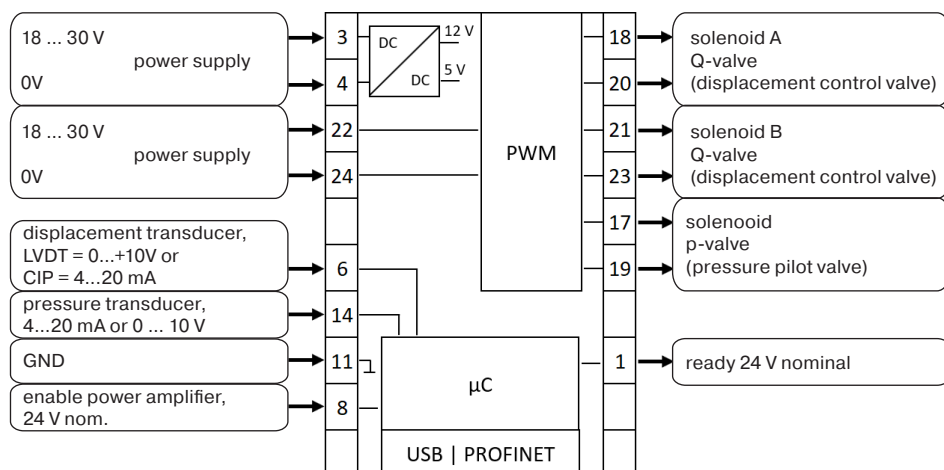 18 ... 30 V
power supply
0V
18 ... 30 V
power supply
0V
displacement transducer,
LVDT = 0...+10V or
CIP = 4...20 mA
pressure transducer,
4...20 mA or 0 ... 10 V
GND
enable power amplifier,
24 V nom.
3
4
22
24
6
14
11
8
DC
DC
12 V
5 V
PWM
µC
USB | PROFINET
18
20
21
23
17
19
1
solenoid A
Q-valve
(displacement control valve)
solenoid B
Q-valve
(displacement control valve)
solenooid
p-valve
(pressure pilot valve)
ready 24 V nominal